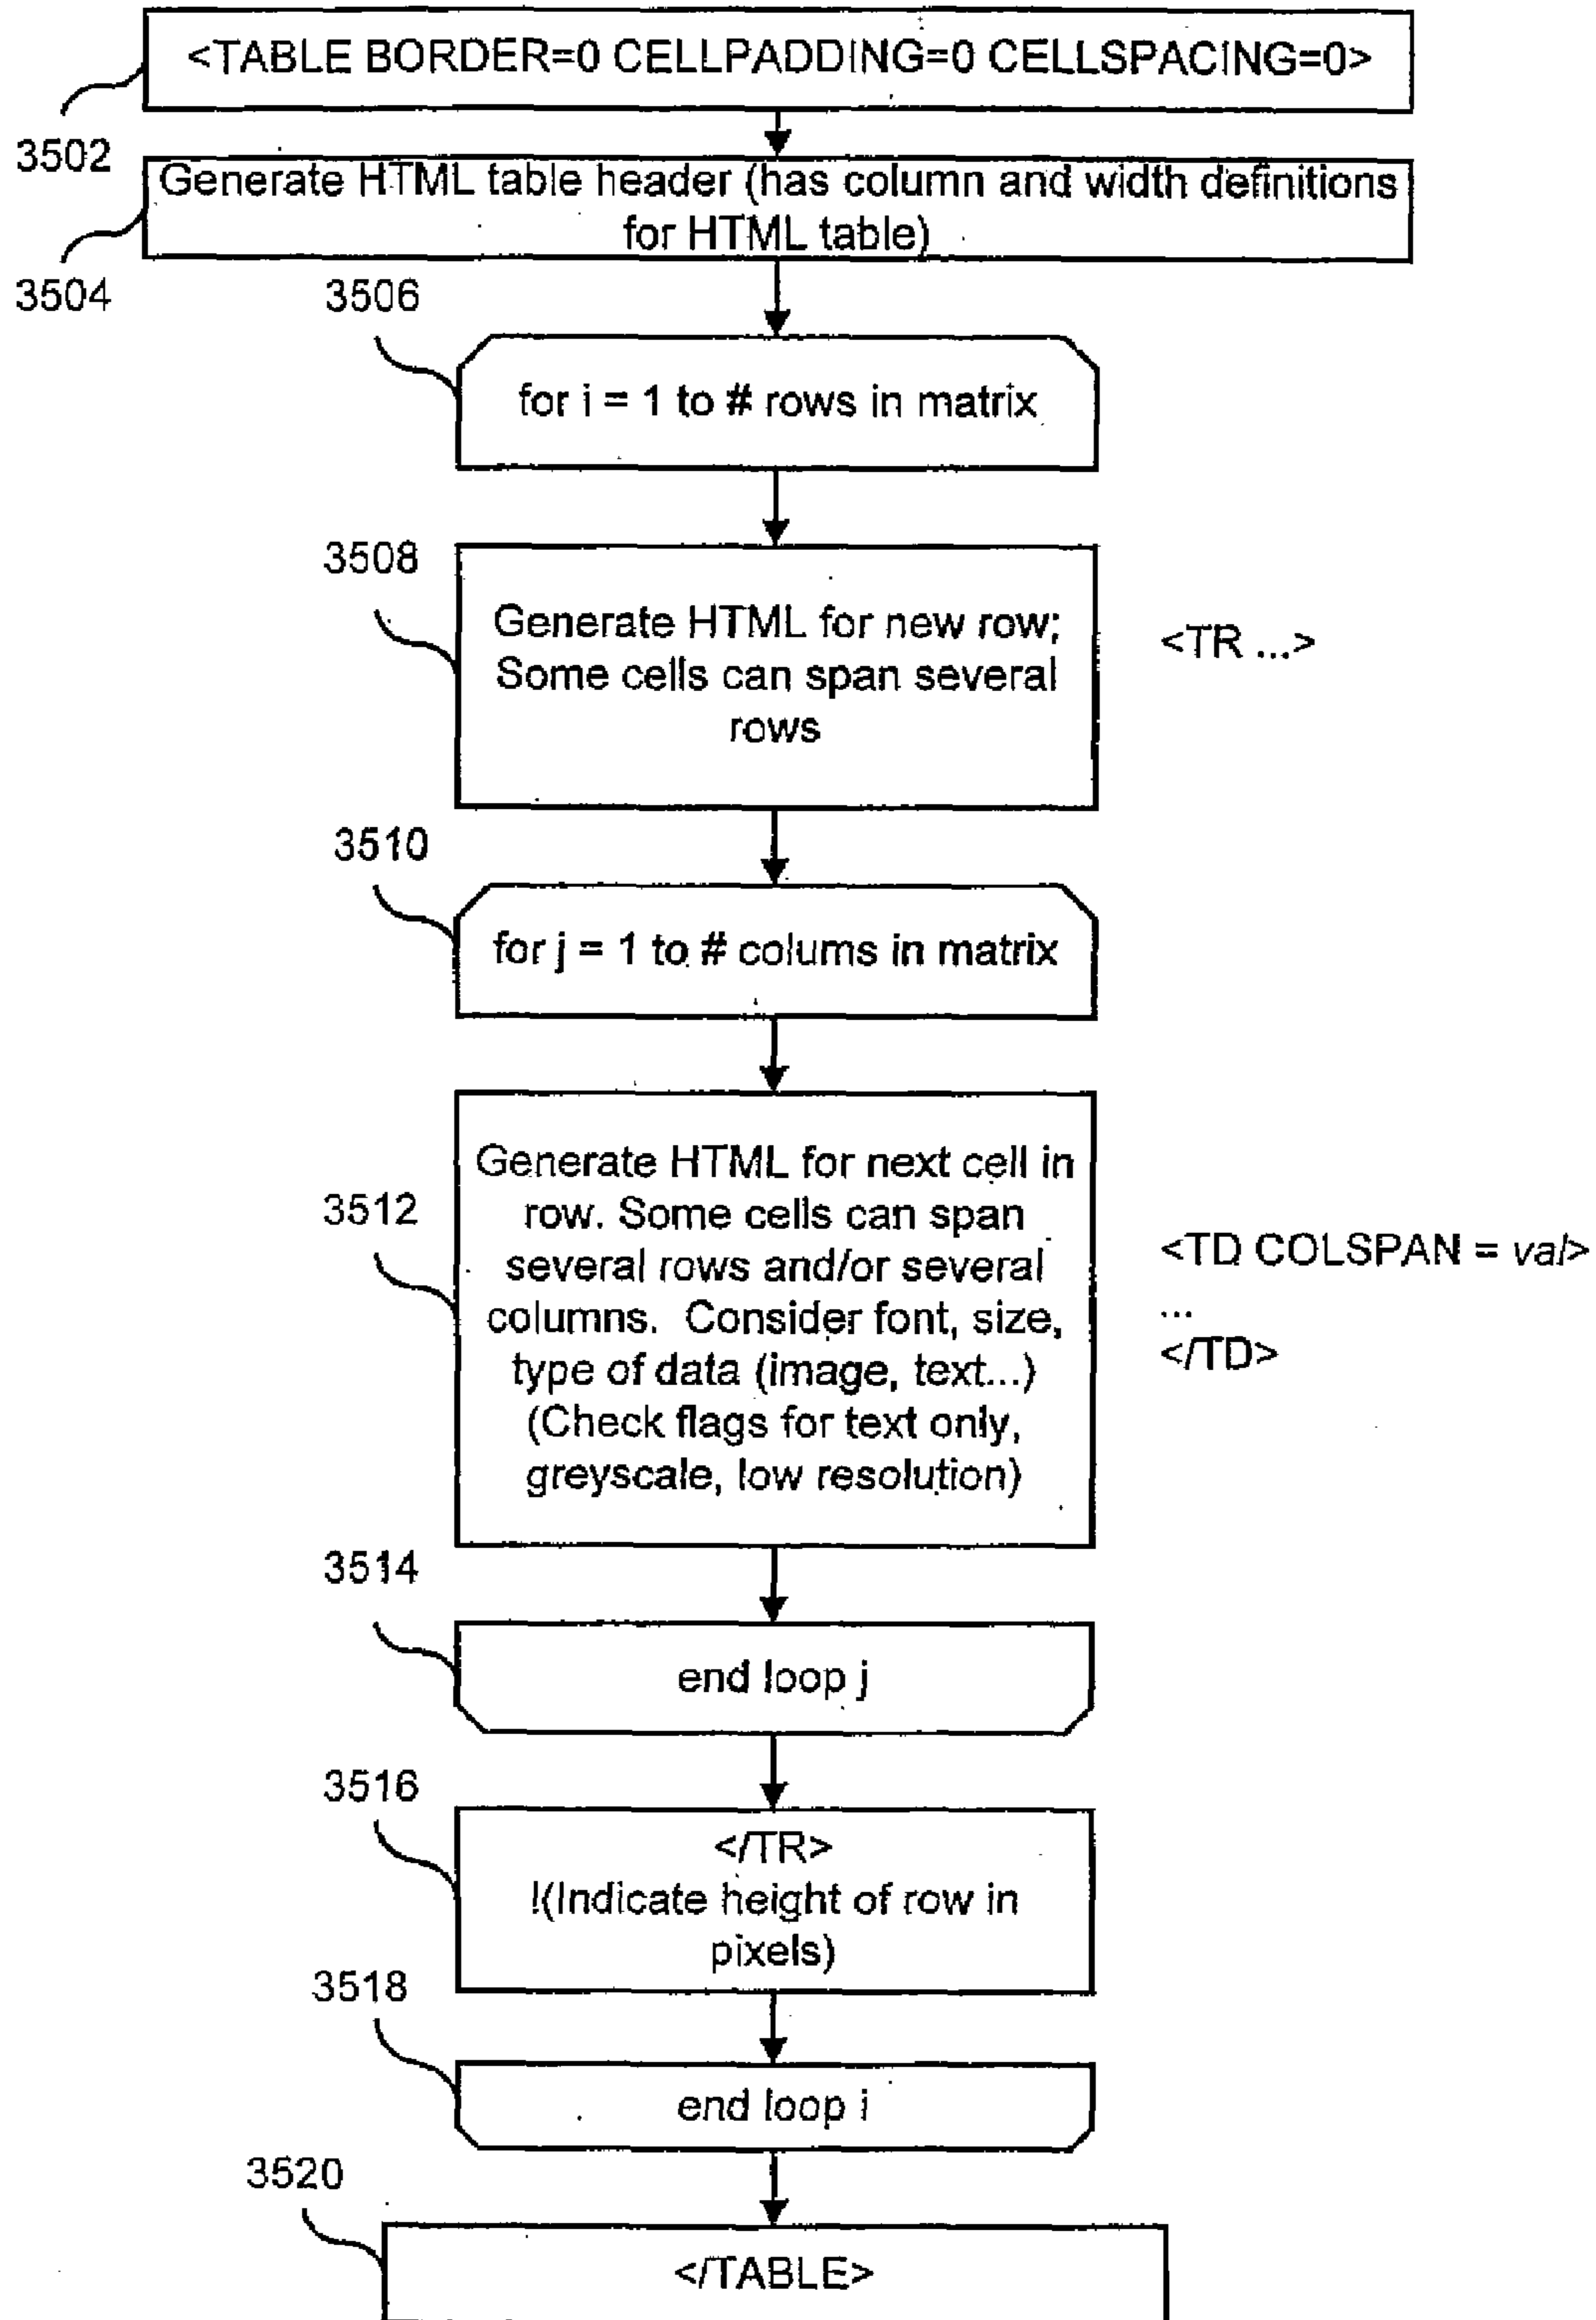 <TABLE BORDER=0 CELLPADDING=0 CELLSPACING=0>
3502
Generate HTML table header (has column and width definitions
for HTML table)
3504
3506
for i = 1 to # rows in matrix
3508
Generate HTML for new row;
Some cells can span several
rows
<TR ...>
3510
for j = 1 to # colums in matrix
3512
Generate HTML for next cell in
row. Some cells can span
several rows and/or several
columns. Consider font, size,
type of data (image, text...)
(Check flags for text only,
greyscale, low resolution)
<TD COLSPAN = val>
...
</TD>
3514
end loop j
3516
</TR>
!(Indicate height of row in
pixels)
3518
end loop i
3520
</TABLE>